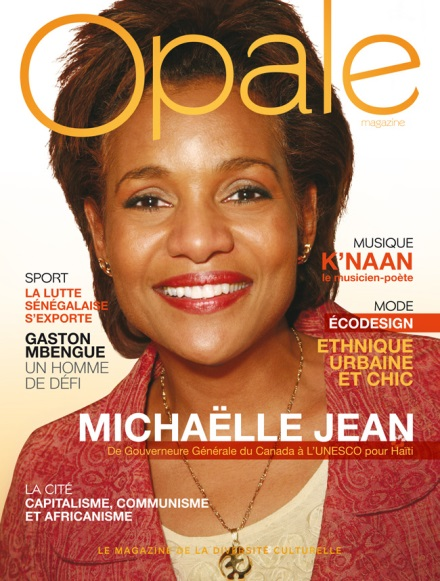 Opale
magazine
MUSIQUE
K'NAAN
le musicien-poète
SPORT
LA LUTTE
SÉNÉGALAISE
S'EXPORTE
GASTON
MBENGUE
UN HOMME
DE DÉFI
MODE
ÉCODESIGN
ETHNIQUE
URBAINE
ET CHIC
MICHAËLLE JEAN
De Gouverneure Générale du Canada à L'UNESCO pour Haïti
LA CITÉ
CAPITALISME, COMMUNISME
ET AFRICANISME
LE MAGAZINE DE LA DIVERSITÉ CULTURELLE